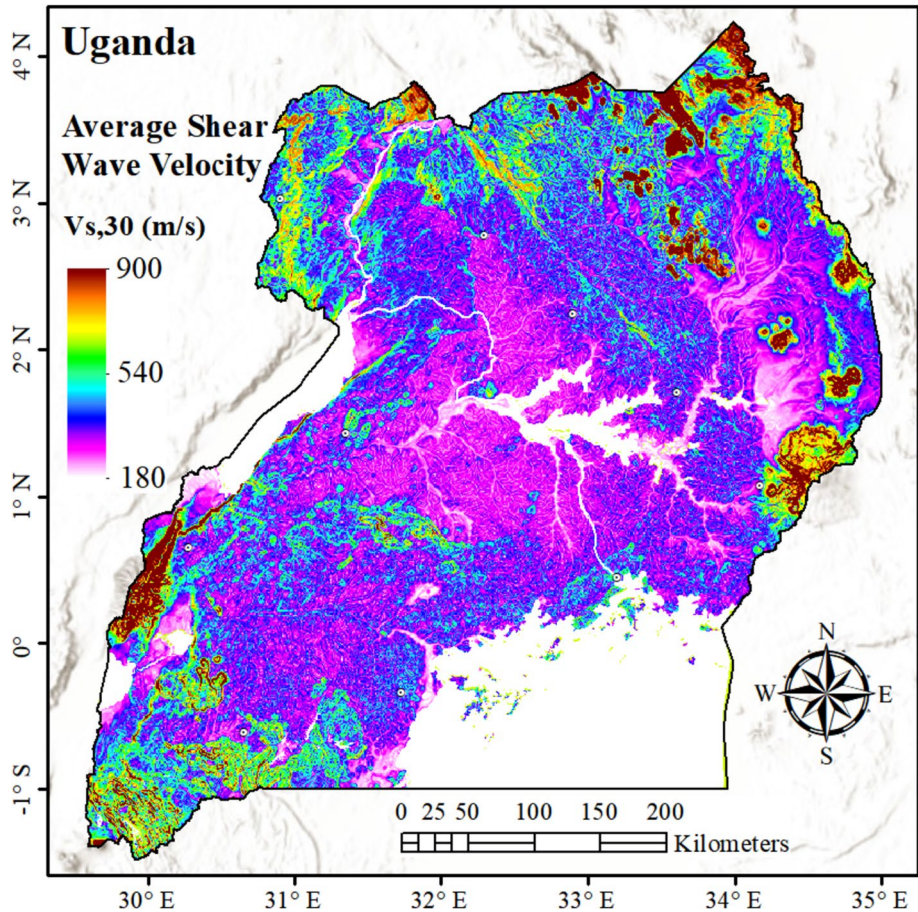 Uganda
Average Shear
Wave Velocity
Vs,30 (m/s)
900
540
180
4° N
3° N
2° N
1° N
0°
-1° S
N
W E
S
0 25 50 100 150 200
Kilometers
30° E 31° E 32° E 33° E 34° E 35° E